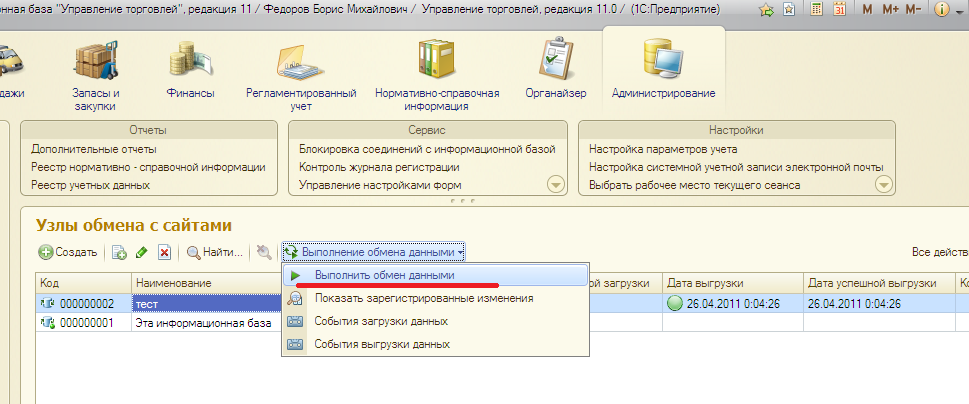 нная база "Управление торговлей", редакция 11 / Федоров Борис Михайлович / Управление торговлей, редакция 11.0 / (1С:Предприятие)
31 M M+ M-
дажи
Запасы и закупки
Финансы
Регламентированный учет
Нормативно-справочная информация
Органайзер
Администрирование
Отчеты
Дополнительные отчеты
Реестр нормативно - справочной информации
Реестр учетных данных
Сервис
Блокировка соединений с информационной базой
Контроль журнала регистрации
Управление настройками форм
Настройки
Настройка параметров учета
Настройка системной учетной записи электронной почты
Выбрать рабочее место текущего сеанса
Узлы обмена с сайтами
Создать Найти... Выполнение обмена данными Все дейст
Выполнить обмен данными
Показать зарегистрированные изменения
События загрузки данных
События выгрузки данных
Код Наименование ной загрузки Дата выгрузки Дата успешной выгрузки Ко
000000002 тест 26.04.2011 0:04:26 26.04.2011 0:04:26
000000001 Эта информационная база